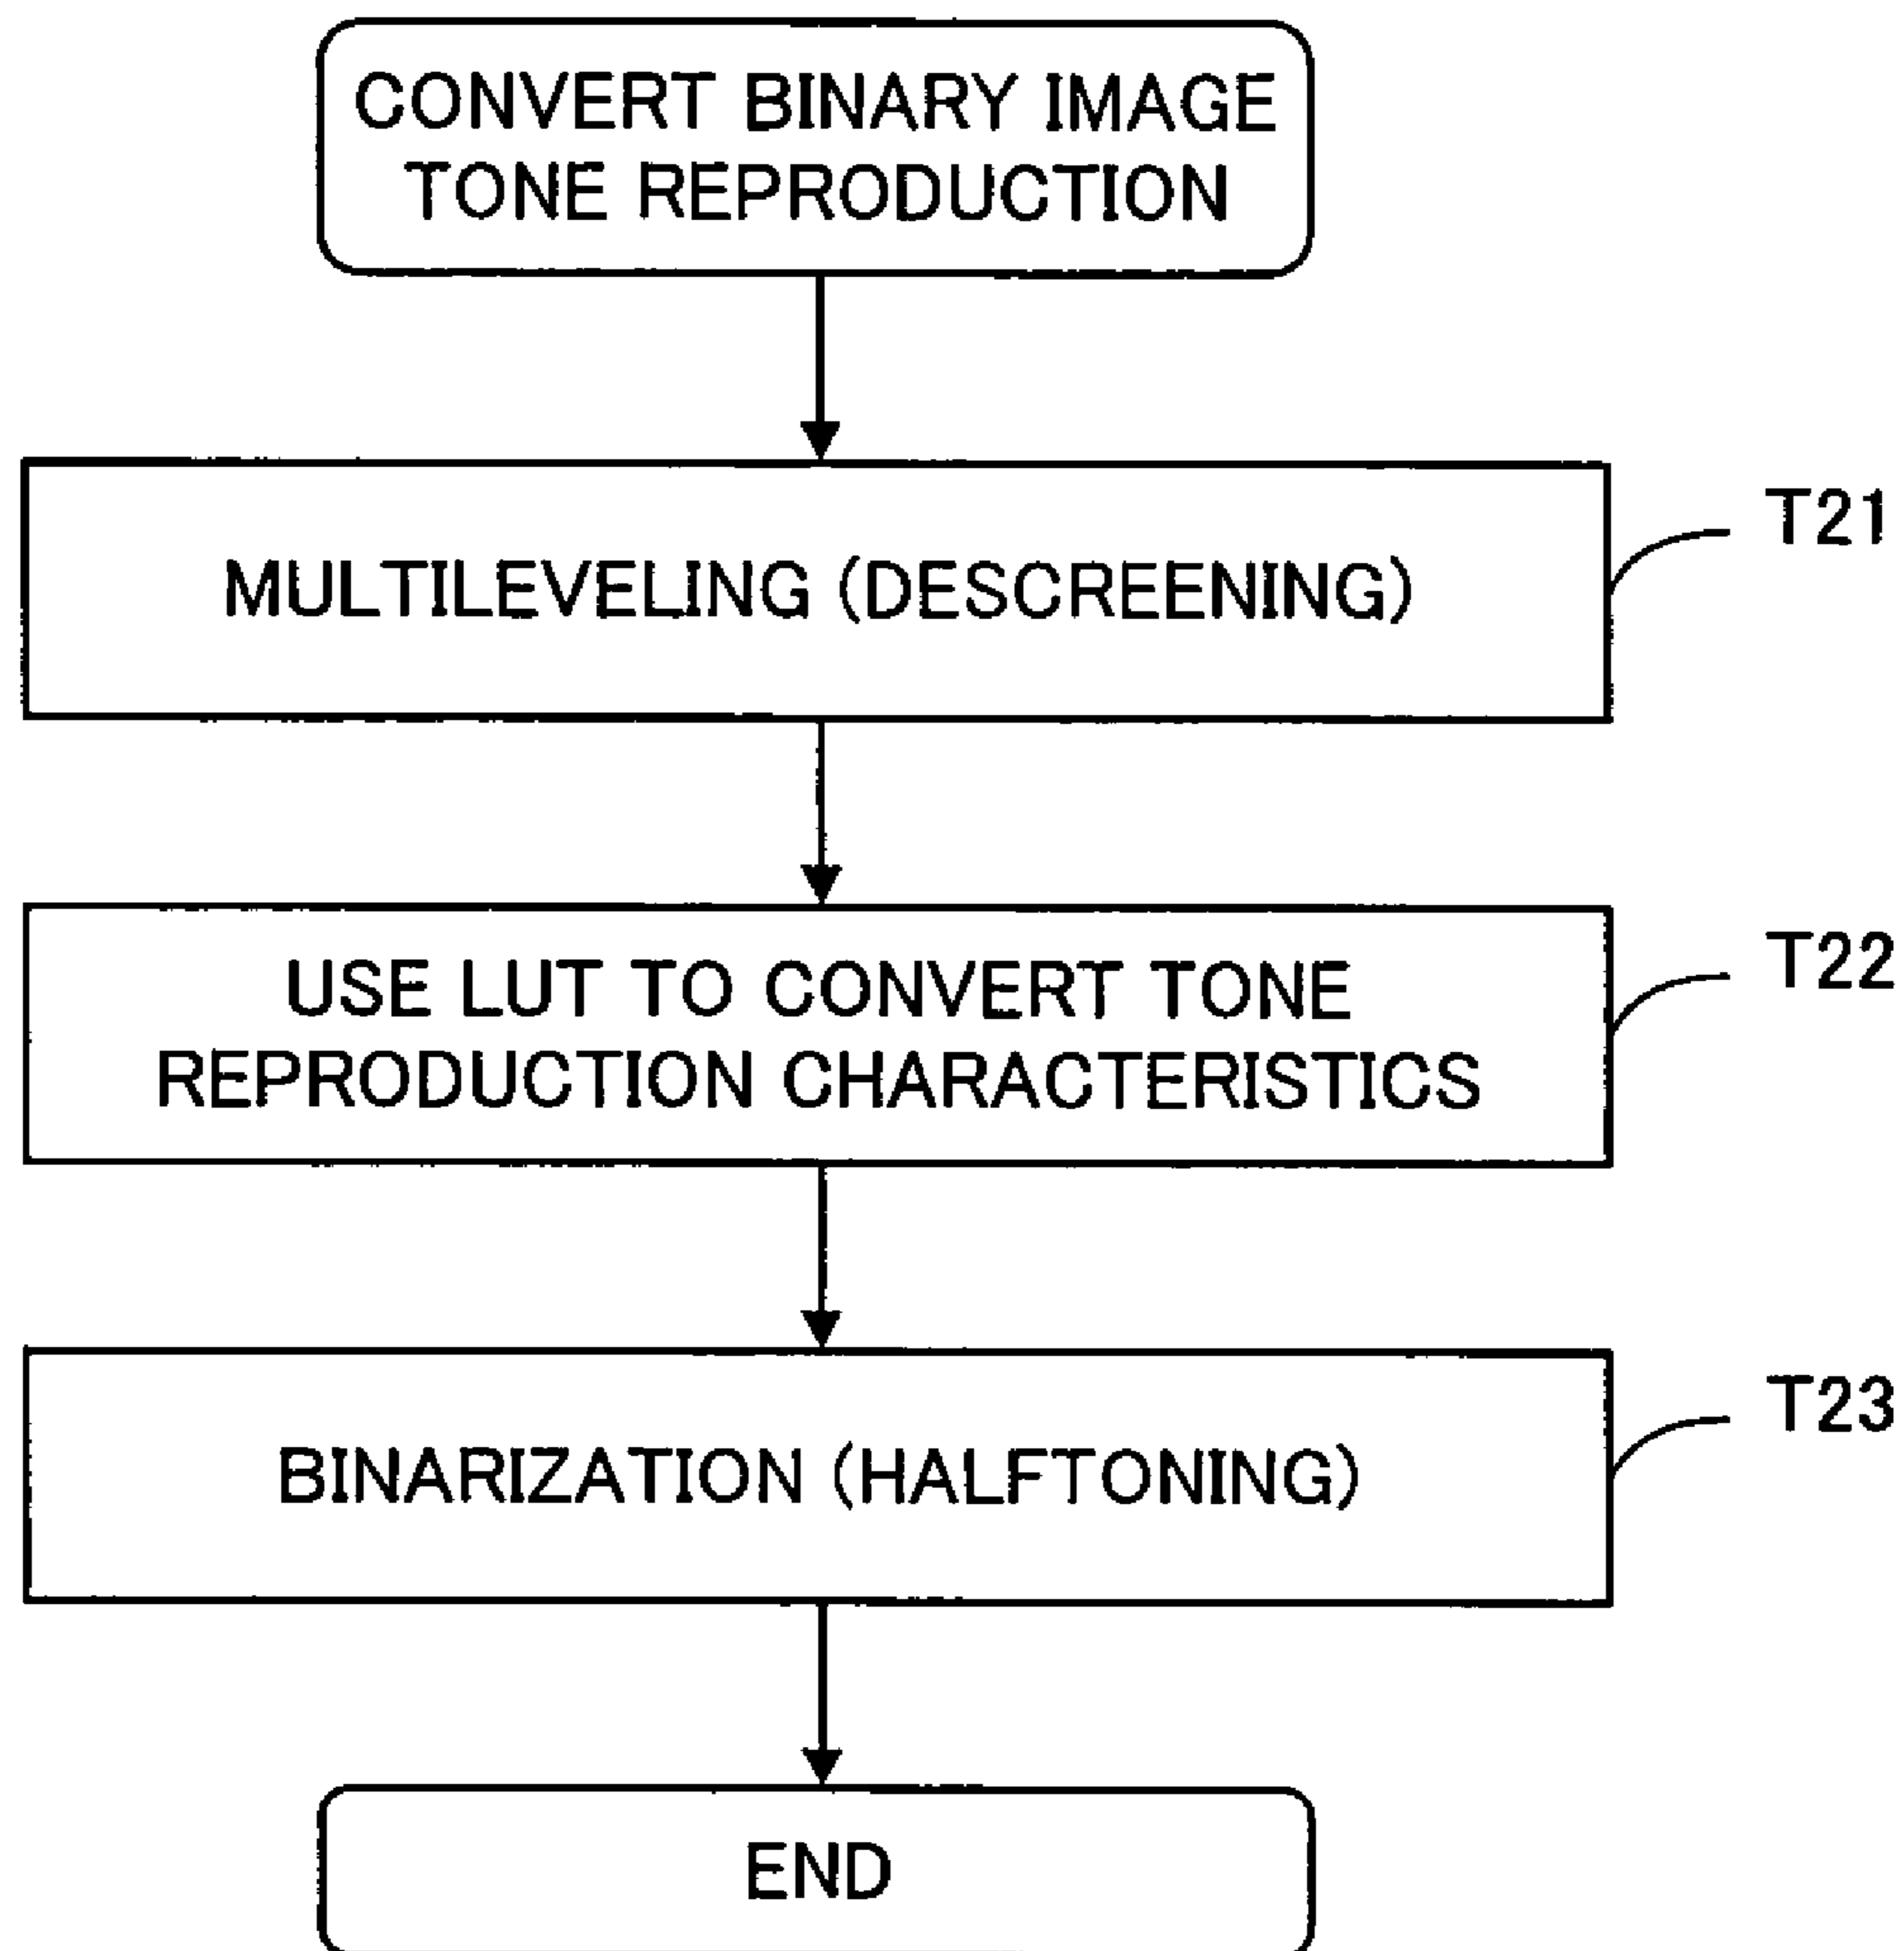 CONVERT BINARY IMAGE
TONE REPRODUCTION
MULTILEVELING (DESCREENING)
T21
USE LUT TO CONVERT TONE
REPRODUCTION CHARACTERISTICS
T22
BINARIZATION (HALFTONING)
T23
END